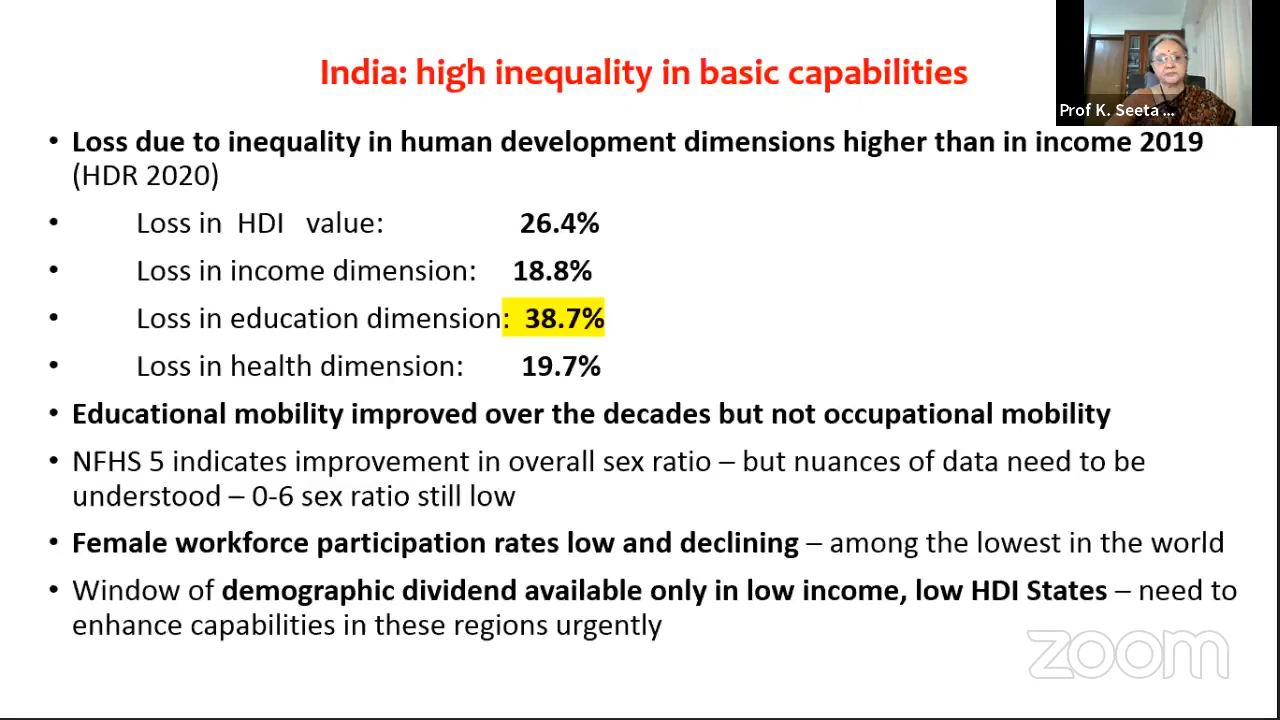 India: high inequality in basic capabilities
Prof K. Seeta ...
• Loss due to inequality in human development dimensions higher than in income 2019
(HDR 2020)
• Loss in HDI value: 26.4%
• Loss in income dimension: 18.8%
• Loss in education dimension: 38.7%
• Loss in health dimension: 19.7%
• Educational mobility improved over the decades but not occupational mobility
• NFHS 5 indicates improvement in overall sex ratio – but nuances of data need to be
understood – 0-6 sex ratio still low
• Female workforce participation rates low and declining – among the lowest in the world
• Window of demographic dividend available only in low income, low HDI States – need to
enhance capabilities in these regions urgently
zoom